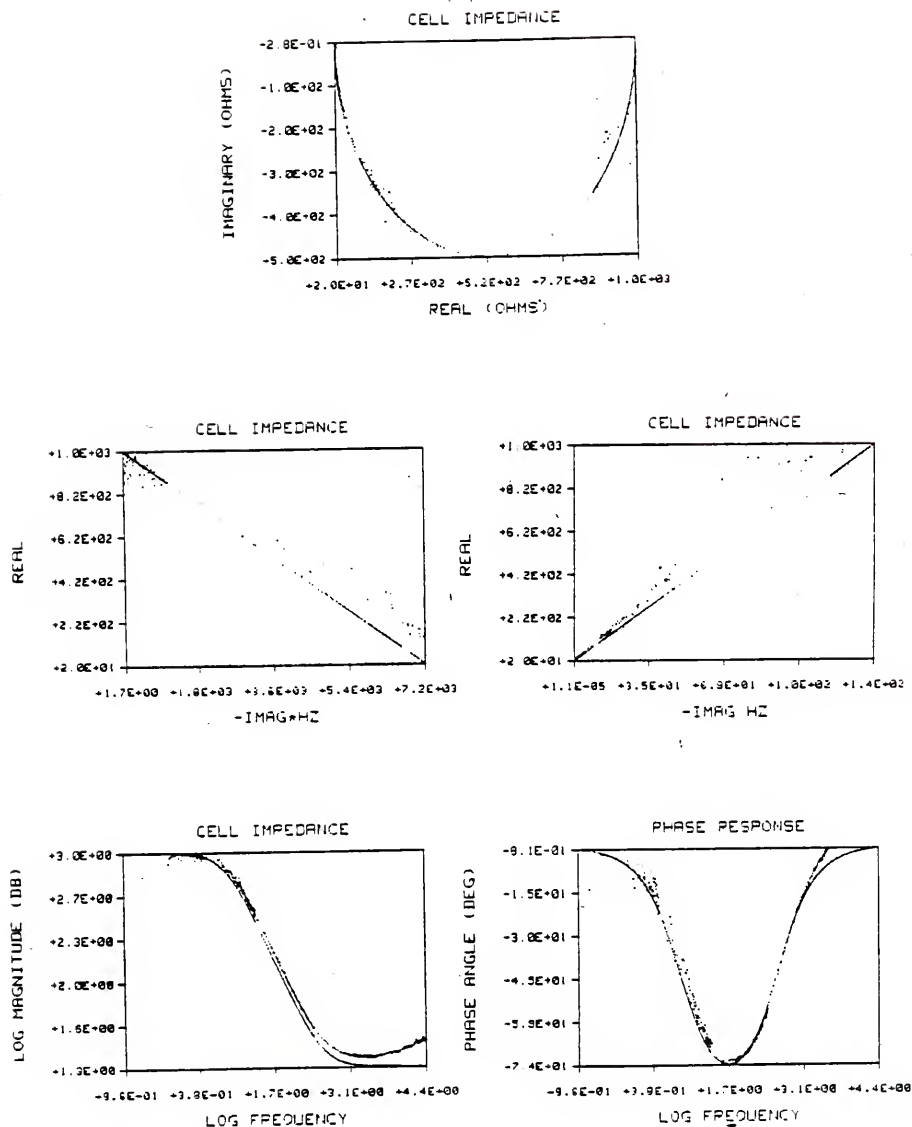 CELL IMPEDANCE
-2.8E-01
-1.0E+02
-2.0E+02
-3.0E+02
-4.0E+02
-5.0E+02
IMAGINARY (OHMS)
+2.0E+01 +2.7E+02 +5.2E+02 +7.7E+02 +1.0E+03
REAL (OHMS)
CELL IMPEDANCE
+1.0E+03
+8.2E+02
+6.2E+02
+4.2E+02
+2.2E+02
+2.0E+01
REAL
+1.7E+00 +1.8E+03 +3.6E+03 +5.4E+03 +7.2E+03
-IMAG*HZ
CELL IMPEDANCE
+1.0E+03
+8.2E+02
+6.2E+02
+4.2E+02
+2.2E+02
+2.0E+01
REAL
+1.1E-05 +3.5E+01 +6.9E+01 +1.0E+02 +1.4E+02
-IMAG HZ
CELL IMPEDANCE
+3.0E+00
+2.7E+00
+2.3E+00
+2.0E+00
+1.6E+00
+1.3E+00
LOG MAGNITUDE (DB)
-9.6E-01 +3.8E-01 +1.7E+00 +3.1E+00 +4.4E+00
LOG FREQUENCY
PHASE RESPONSE
-9.1E-01
-1.5E+01
-3.0E+01
-4.5E+01
-5.9E+01
-7.4E+01
PHASE ANGLE (DEG)
-9.6E-01 +3.8E-01 +1.7E+00 +3.1E+00 +4.4E+00
LOG FREQUENCY